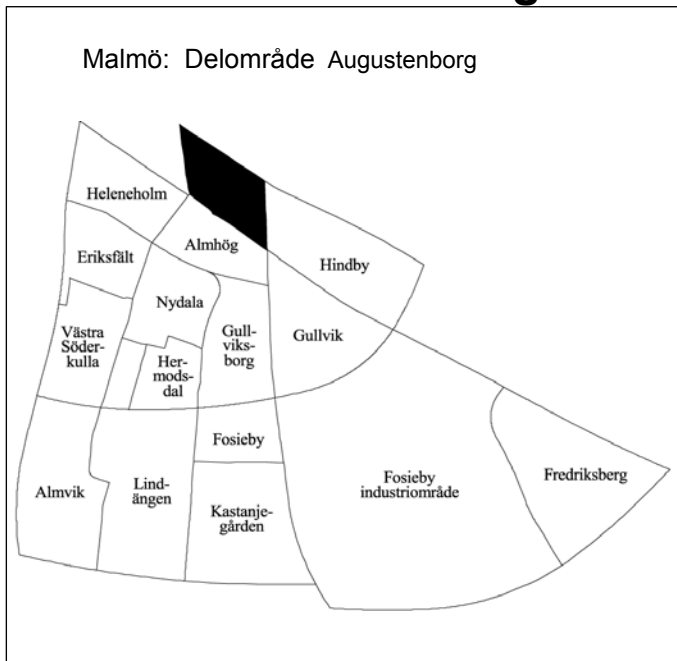 Malmö: Delområde Augustenborg
Heleneholm
Almhög
Eriksfält
Hindby
Nydala
Västra
Söder-
kulla
Gull-
viks-
borg
Gullvik
Her-
mods-
dal
Fosieby
Almvik
Lind-
ängen
Kastanje-
gården
Fosieby
industriområde
Fredriksberg